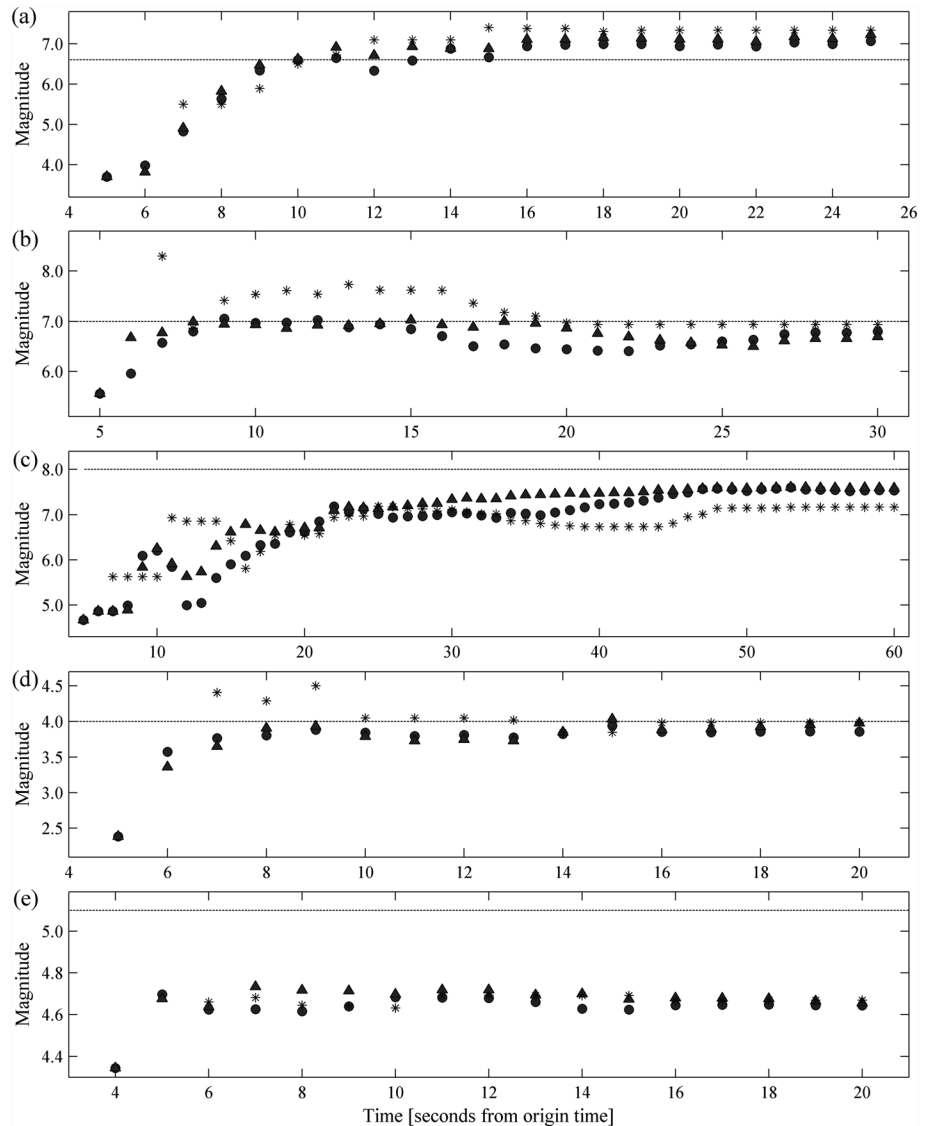 (a)
7.0
6.0
5.0
4.0
Magnitude
4 6 8 10 12 14 16 18 20 22 24 26
(b)
8.0
7.0
6.0
Magnitude
5 10 15 20 25 30
(c)
8.0
7.0
6.0
5.0
Magnitude
10 20 30 40 50 60
(d)
4.5
4.0
3.5
3.0
2.5
Magnitude
4 6 8 10 12 14 16 18 20
(e)
5.0
4.8
4.6
4.4
Magnitude
4 6 8 10 12 14 16 18 20
Time [seconds from origin time]